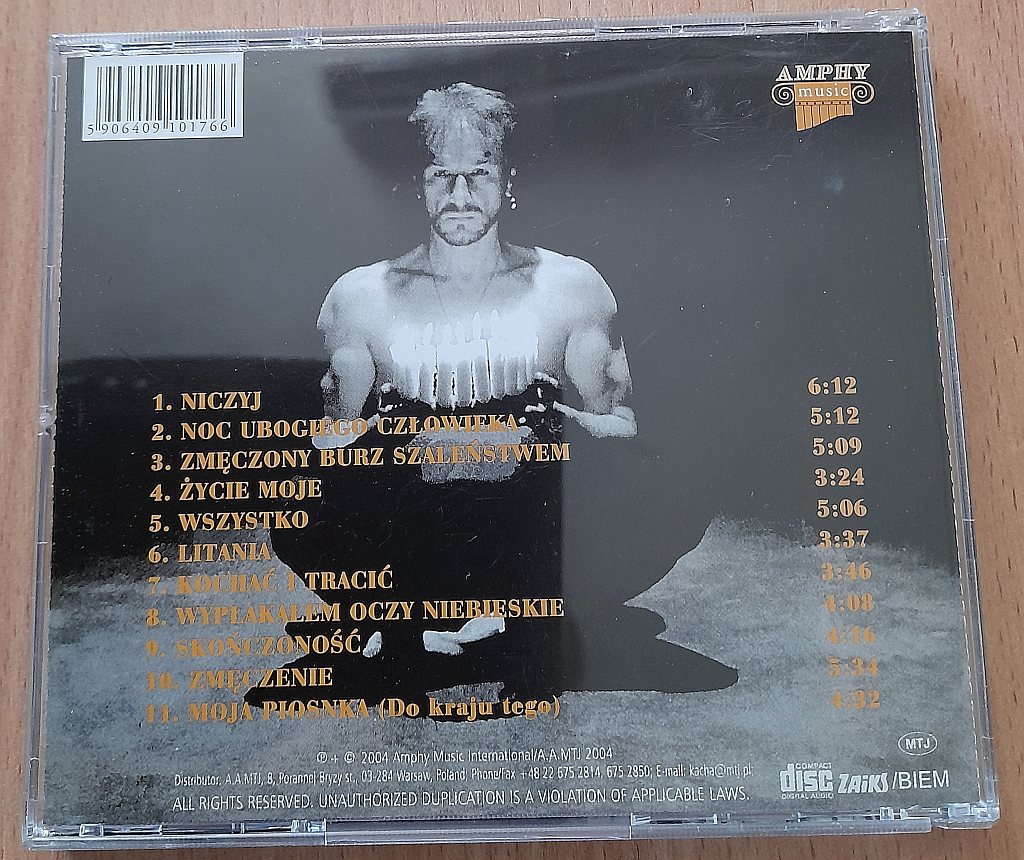 5 906409 101766
AMPHY
music
1. NICZYJ 6:12
2. NOC UBOGIEGO CZŁOWIEKA 5:12
3. ZMĘCZONY BURZ SZALEŃSTWEM 5:09
4. ŻYCIE MOJE 3:24
5. WSZYSTKO 5:06
6. LITANIA 3:37
7. KOCHAĆ I TRACIĆ 3:46
8. WYPŁAKAŁEM OCZY NIEBIESKIE 4:08
9. SKOŃCZONOŚĆ 4:16
10. ZMĘCZENIE 5:34
11. MOJA PIOSNKA (Do kraju tego) 4:32
℗ + © 2004 Amphy Music International/A.A.MTJ 2004
Distributor: A.A.MTJ, 8, Porannej Bryzy st., 03-284 Warsaw, Poland; Phone/Fax +48 22 675 2814, 675 2850; E-mail: kacha@mtj.pl;
ALL RIGHTS RESERVED. UNAUTHORIZED DUPLICATION IS A VIOLATION OF APPLICABLE LAWS.
MTJ
COMPACT
disc
DIGITAL AUDIO
ZAiKS/BIEM